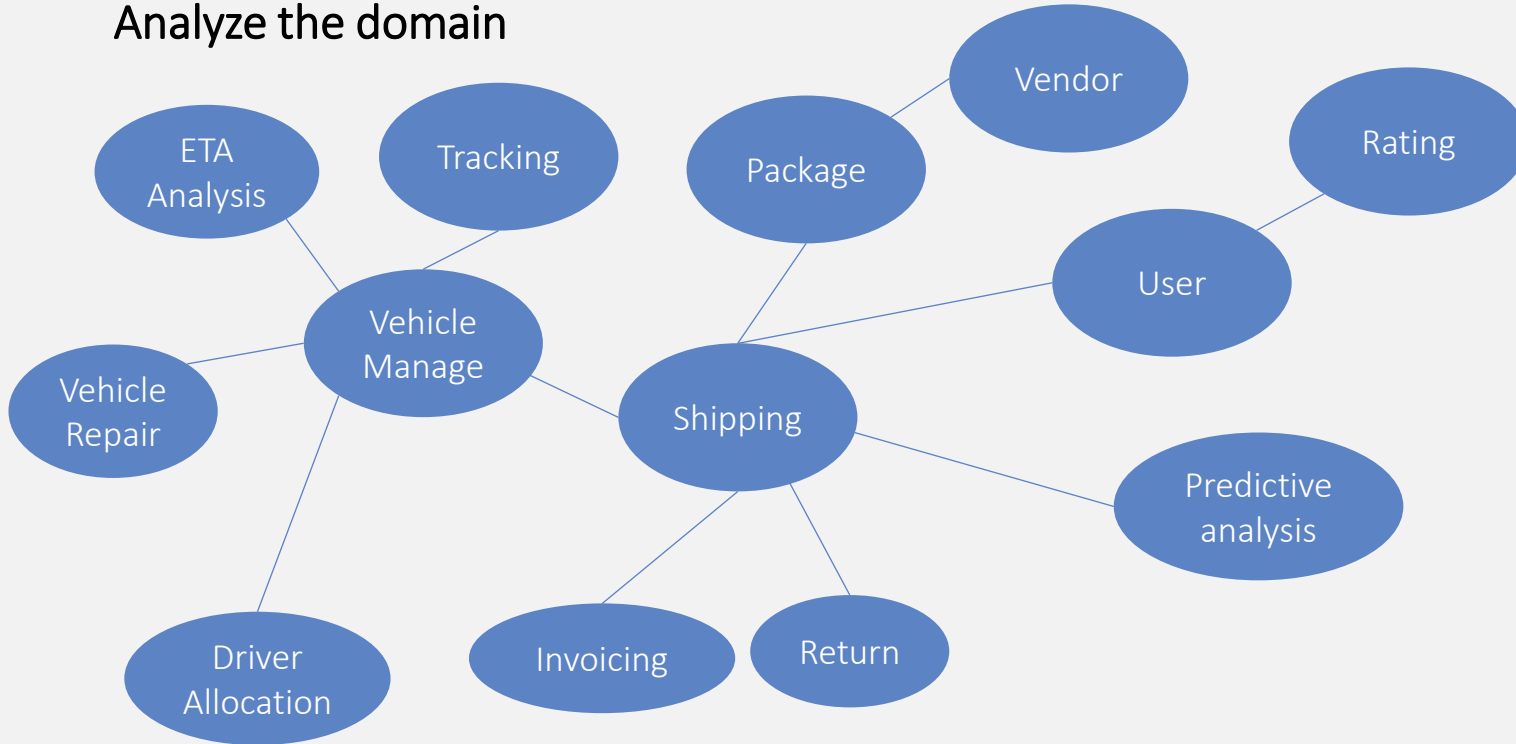 Analyze the domain
Vendor
Rating
ETA
Analysis
Tracking
Package
User
Vehicle
Manage
Vehicle
Repair
Shipping
Predictive
analysis
Driver
Allocation
Invoicing
Return